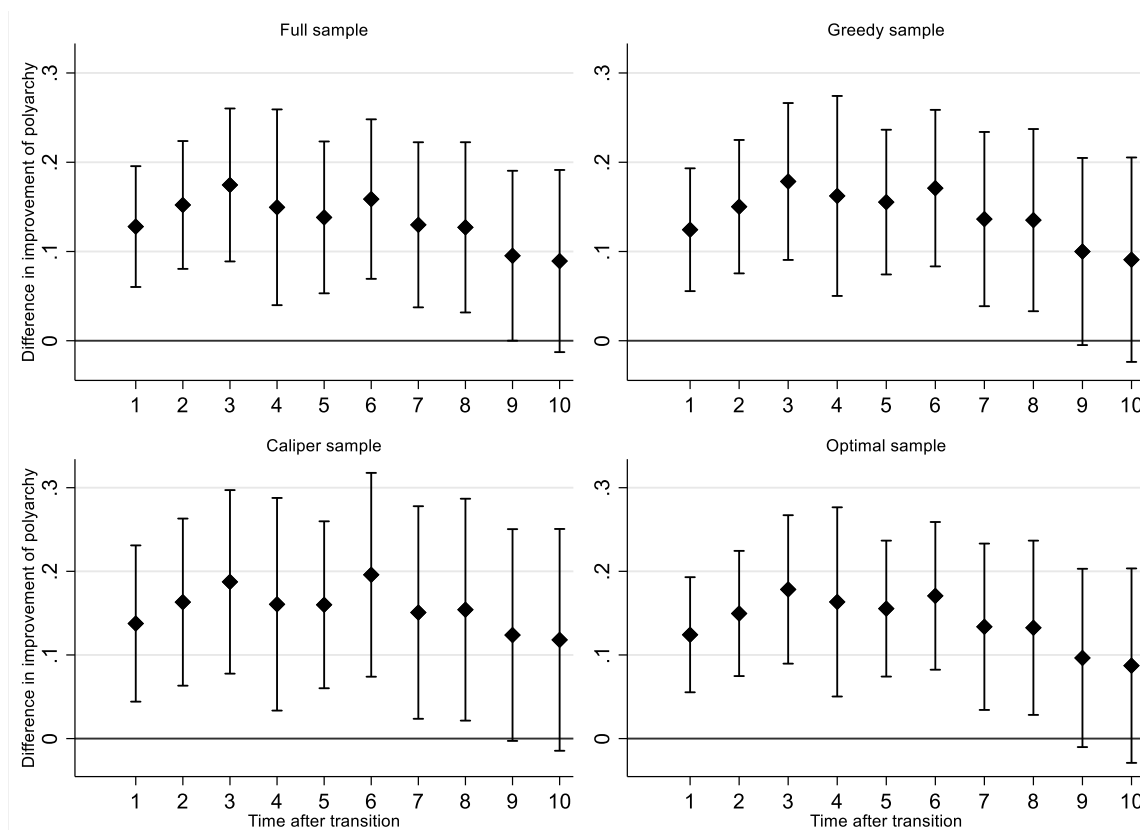 Full sample
Difference in improvement of polyarchy
.3
.2
.1
0
1 2 3 4 5 6 7 8 9 10
Greedy sample
.3
.2
.1
0
1 2 3 4 5 6 7 8 9 10
Caliper sample
Difference in improvement of polyarchy
.3
.2
.1
0
1 2 3 4 5 6 7 8 9 10
Time after transition
Optimal sample
.3
.2
.1
0
1 2 3 4 5 6 7 8 9 10
Time after transition